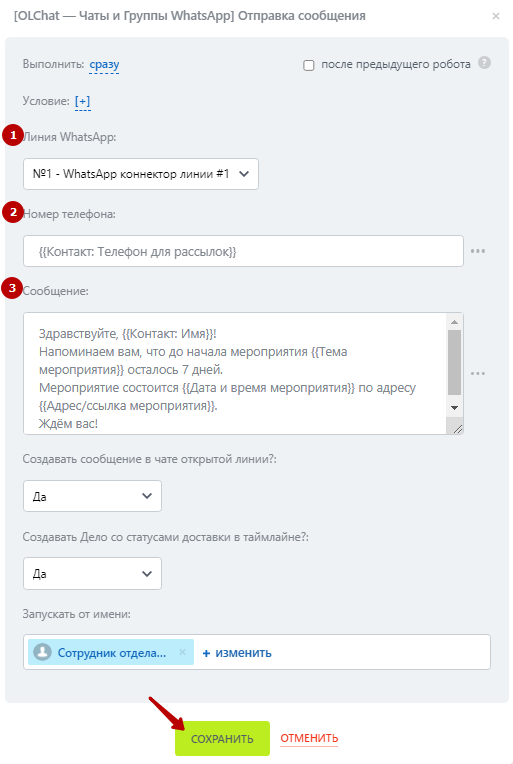 [OLChat — Чаты и Группы WhatsApp] Отправка сообщения ×
Выполнить: сразу после предыдущего робота ?
Условие: [+]
1 Линия WhatsApp:
№1 - WhatsApp коннектор линии #1
2 Номер телефона:
{{Контакт: Телефон для рассылок}} •••
3 Сообщение:
Здравствуйте, {{Контакт: Имя}}!
Напоминаем вам, что до начала мероприятия {{Тема
мероприятия}} осталось 7 дней.
Мероприятие состоится {{Дата и время мероприятия}} по адресу
{{Адрес/ссылка мероприятия}}.
Ждём вас!
Создавать сообщение в чате открытой линии?:
Да
Создавать Дело со статусами доставки в таймлайне?:
Да
Запускать от имени:
Сотрудник отдела... × + изменить
СОХРАНИТЬ ОТМЕНИТЬ